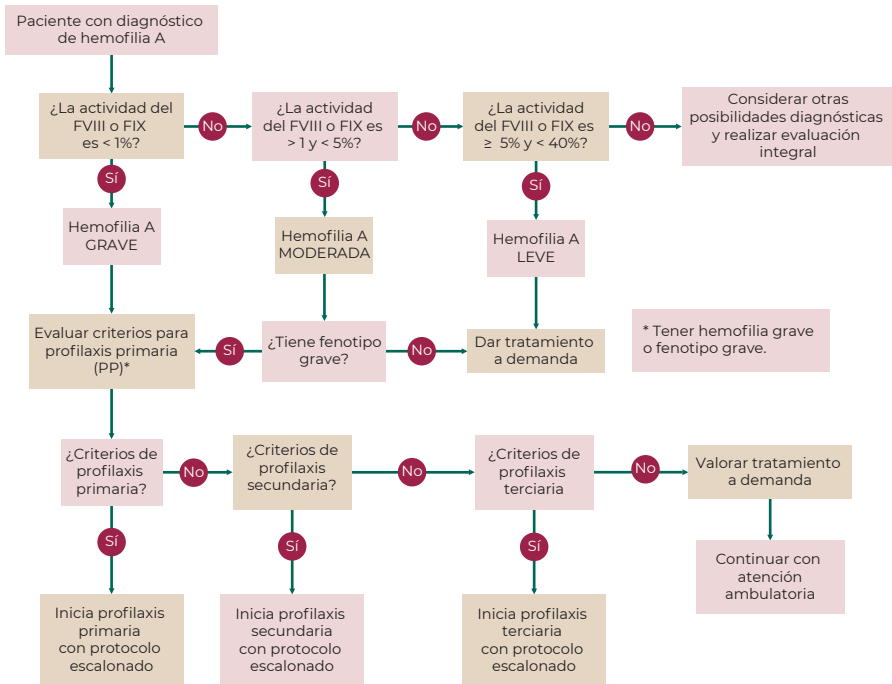 Paciente con diagnóstico
de hemofilia A
¿La actividad del
FVIII o FIX
es < 1%?
No
¿La actividad
del FVIII o FIX es
> 1 y < 5%?
No
¿La actividad
del FVIII o FIX es
≥ 5% y < 40%?
No
Considerar otras
posibilidades diagnósticas
y realizar evaluación
integral
Sí
Sí
Sí
Hemofilia A
GRAVE
Hemofilia A
MODERADA
Hemofilia A
LEVE
Evaluar criterios para
profilaxis primaria
(PP)*
Sí
¿Tiene fenotipo
grave?
No
Dar tratamiento
a demanda
* Tener hemofilia grave
o fenotipo grave.
¿Criterios de
profilaxis
primaria?
No
¿Criterios de
profilaxis
secundaria?
No
¿Criterios de
profilaxis
terciaria
No
Valorar tratamiento
a demanda
Sí
Sí
Sí
Continuar con
atención
ambulatoria
Inicia profilaxis
primaria
con protocolo
escalonado
Inicia profilaxis
secundaria
con protocolo
escalonado
Inicia profilaxis
terciaria
con protocolo
escalonado